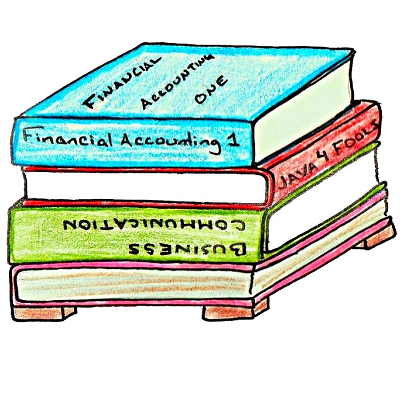 FINANCIAL
ACCOUNTING
ONE
Financial Accounting 1
JAVA 4 FOOLS
BUSINESS
COMMUNICATION